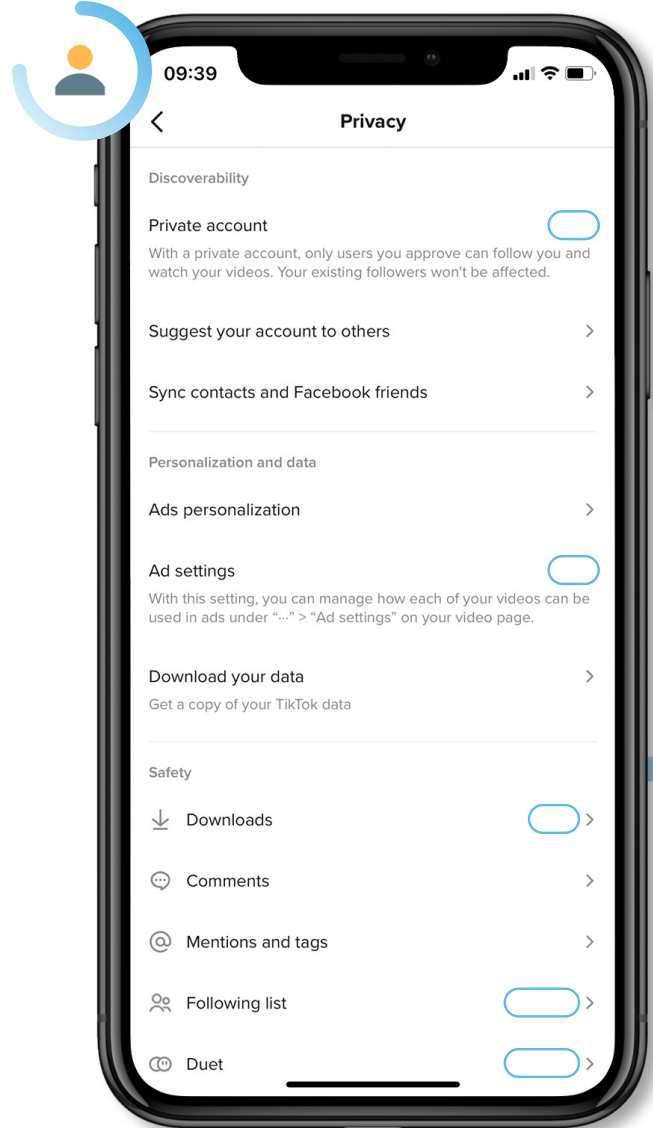 09:39
Privacy
Discoverability
Private account
With a private account, only users you approve can follow you and
watch your videos. Your existing followers won't be affected.
Suggest your account to others
Sync contacts and Facebook friends
Personalization and data
Ads personalization
Ad settings
With this setting, you can manage how each of your videos can be
used in ads under “···” > “Ad settings” on your video page.
Download your data
Get a copy of your TikTok data
Safety
Downloads
Comments
Mentions and tags
Following list
Duet